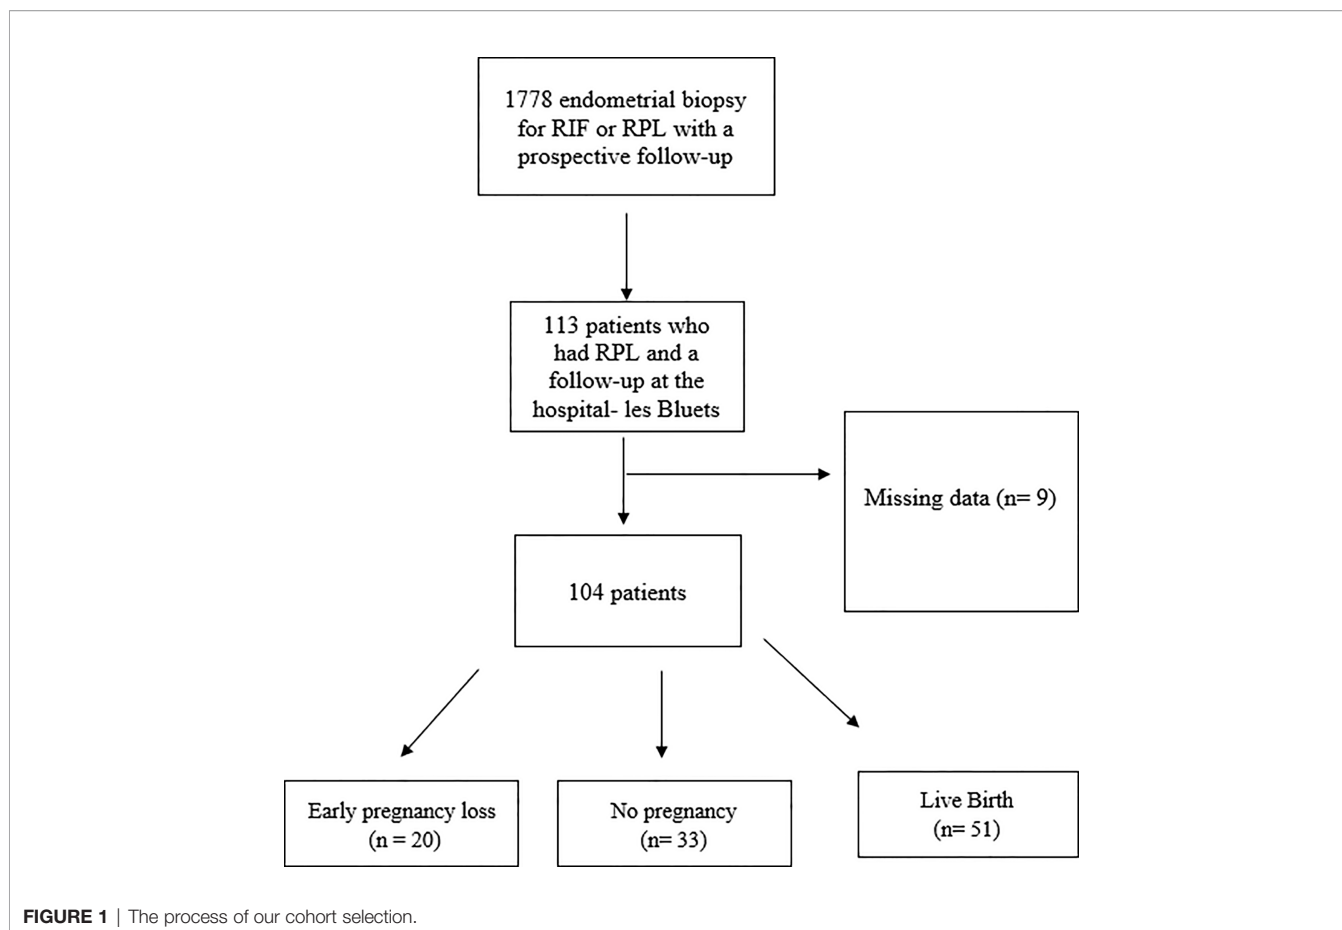 1778 endometrial biopsy
for RIF or RPL with a
prospective follow-up
113 patients who
had RPL and a
follow-up at the
hospital- les Bluets
Missing data (n= 9)
104 patients
Early pregnancy loss
(n = 20)
No pregnancy
(n= 33)
Live Birth
(n= 51)
FIGURE 1 | The process of our cohort selection.